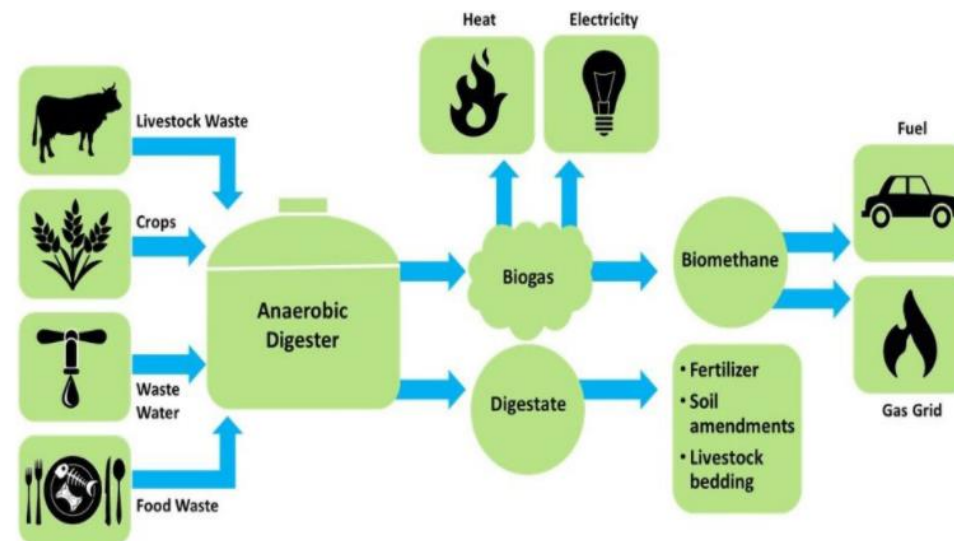 Heat
Electricity
Livestock Waste
Fuel
Crops
Biogas
Biomethane
Anaerobic
Digester
Waste
Water
Digestate
• Fertilizer
• Soil
amendments
• Livestock
bedding
Gas Grid
Food Waste